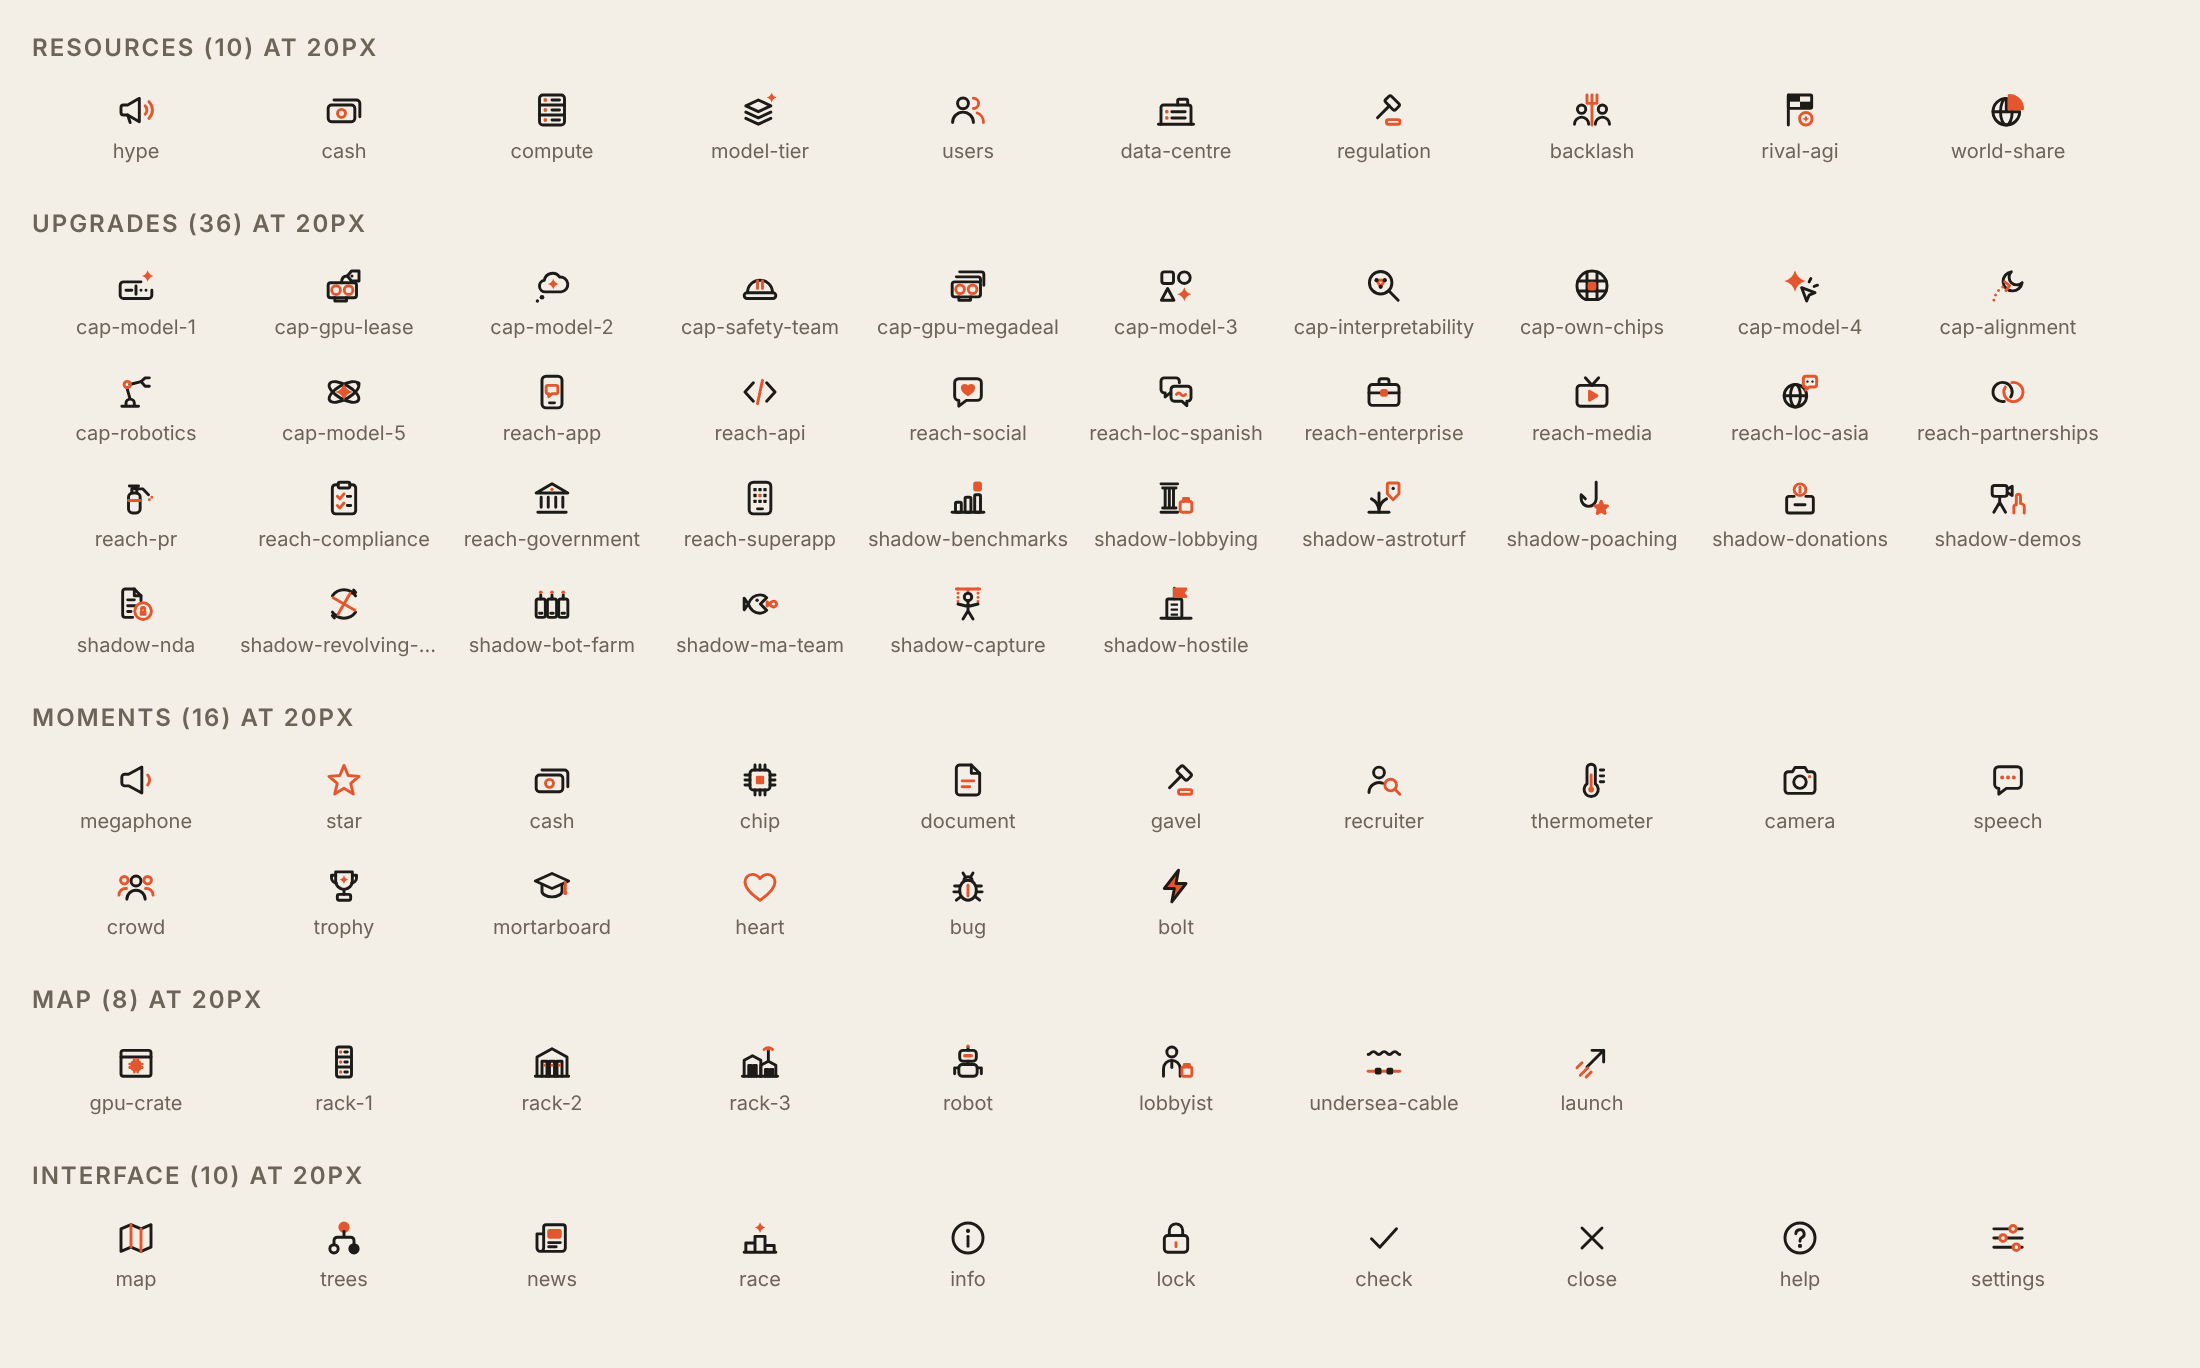 RESOURCES (10) AT 20PX
hype cash compute model-tier users data-centre regulation backlash rival-agi world-share
UPGRADES (36) AT 20PX
cap-model-1 cap-gpu-lease cap-model-2 cap-safety-team cap-gpu-megadeal cap-model-3 cap-interpretability cap-own-chips cap-model-4 cap-alignment
cap-robotics cap-model-5 reach-app reach-api reach-social reach-loc-spanish reach-enterprise reach-media reach-loc-asia reach-partnerships
reach-pr reach-compliance reach-government reach-superapp shadow-benchmarks shadow-lobbying shadow-astroturf shadow-poaching shadow-donations shadow-demos
shadow-nda shadow-revolving-... shadow-bot-farm shadow-ma-team shadow-capture shadow-hostile
MOMENTS (16) AT 20PX
megaphone star cash chip document gavel recruiter thermometer camera speech
crowd trophy mortarboard heart bug bolt
MAP (8) AT 20PX
gpu-crate rack-1 rack-2 rack-3 robot lobbyist undersea-cable launch
INTERFACE (10) AT 20PX
map trees news race info lock check close help settings